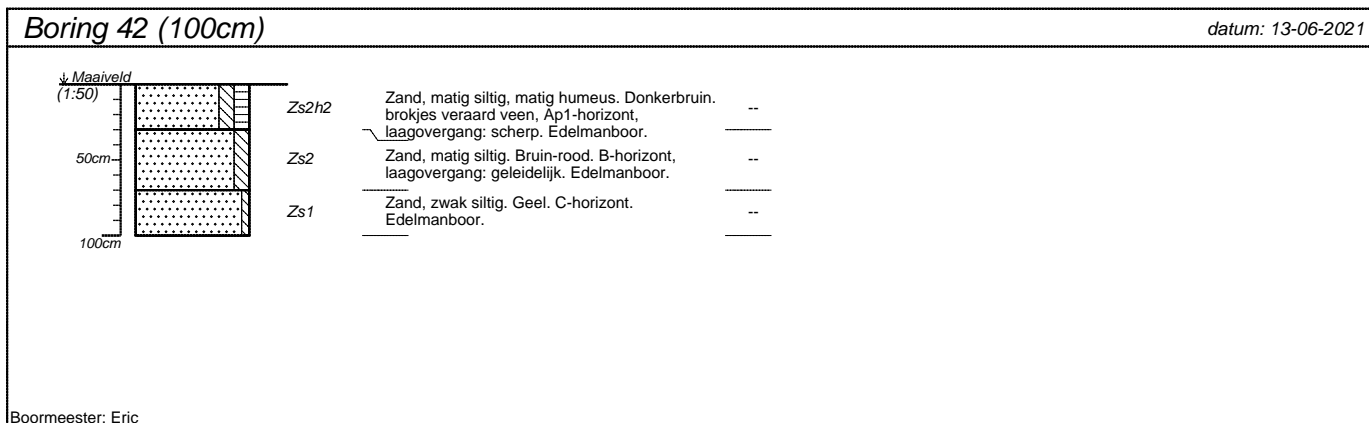 Boring 42 (100cm)
datum: 13-06-2021
Maaiveld
(1:50)
Zs2h2
Zand, matig siltig, matig humeus. Donkerbruin.
brokjes veraard veen, Ap1-horizont,
laagovergang: scherp. Edelmanboor.
--
50cm
Zs2
Zand, matig siltig. Bruin-rood. B-horizont,
laagovergang: geleidelijk. Edelmanboor.
--
Zs1
Zand, zwak siltig. Geel. C-horizont.
Edelmanboor.
--
100cm
Boormeester: Eric